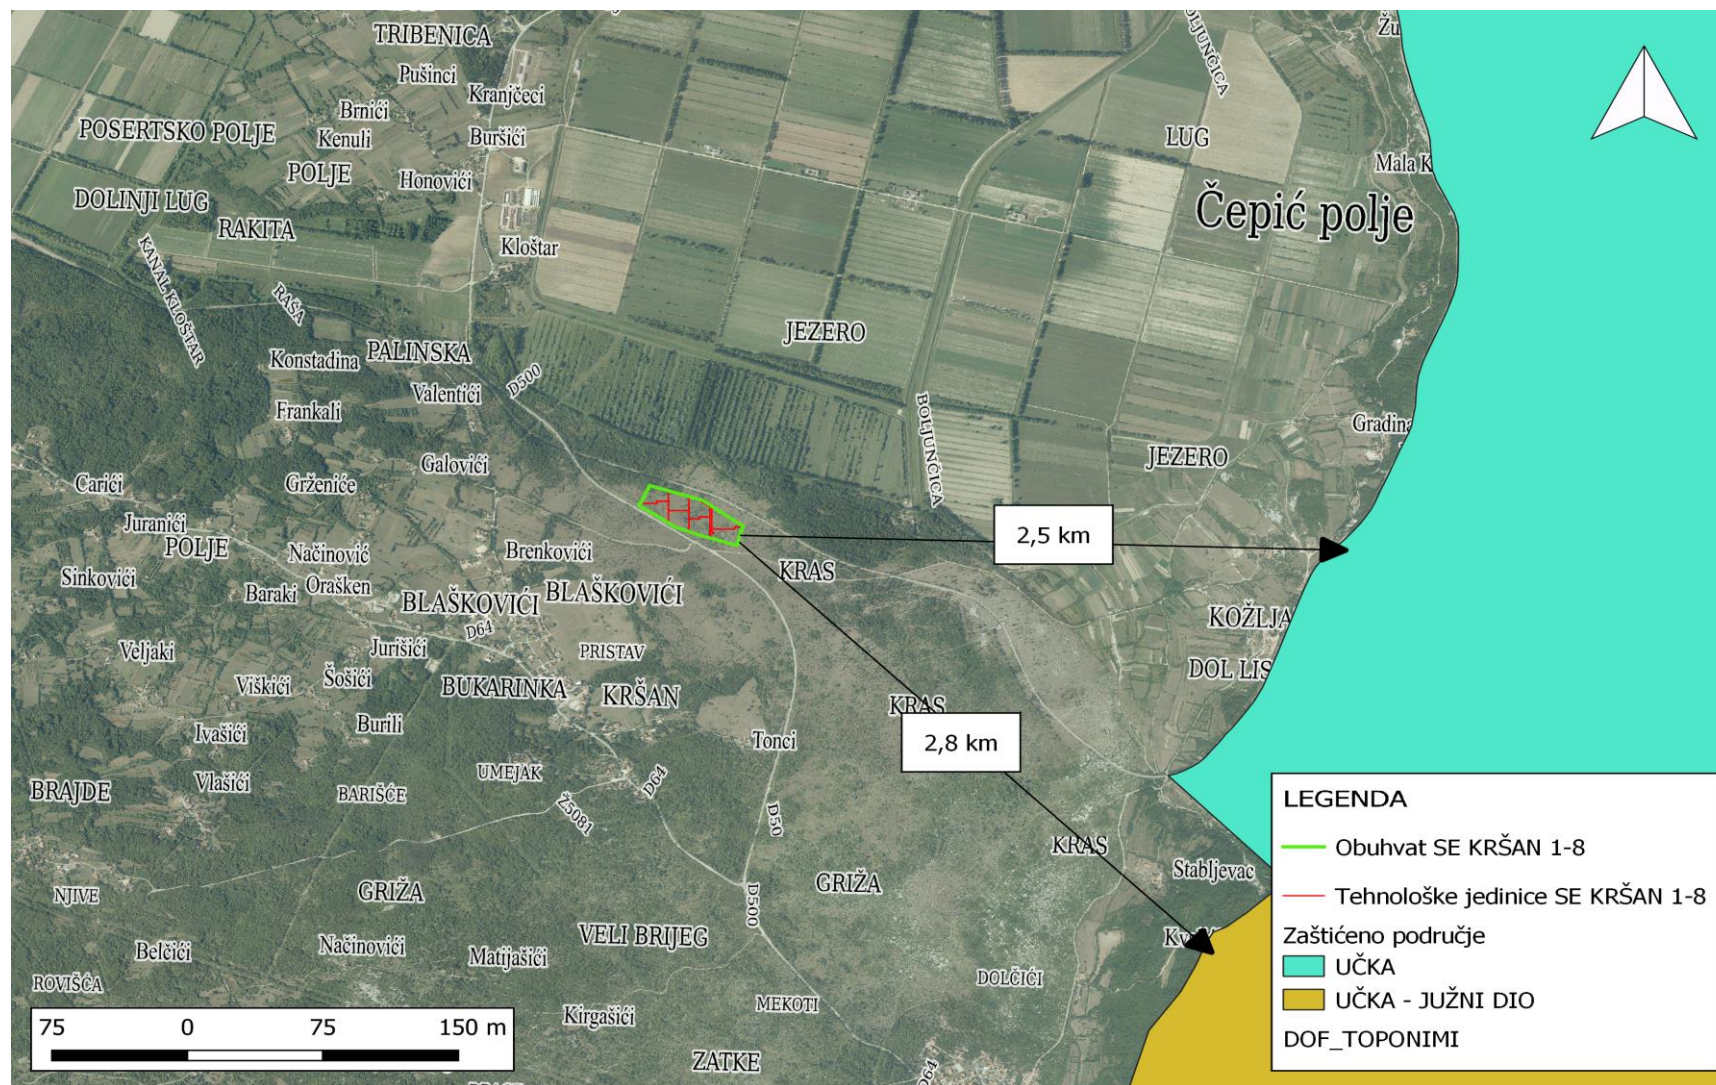 TRIBENICA
Pušinci
Kranjčeci
Brnići
POSERTSKO POLJE
Kenuli
Buršići
POLJE
Honovići
DOLINJI LUG
RAKITA
Kloštar
KANAL KLOŠTAR
RAŠA
LUG
Mala K
Čepić polje
JEZERO
Konstadina
PALINSKA
D500
Valentići
Frankali
BOLJUNČICA
Gradina
JEZERO
Galovići
Carići
Grženiće
Juranići
POLJE
Načinović
Brenkovići
2,5 km
KRAS
Sinkovići
Baraki
Orašken
BLAŠKOVIĆI
BLAŠKOVIĆI
KOŽLJA
D64
Veljaki
Jurišići
PRISTAV
DOL LIS
Šošići
Viškići
BUKARINKA
KRŠAN
KRAS
Ivašići
Burili
Tonci
2,8 km
BRAJDE
Vlašići
BARIŠĆE
UMEJAK
D64
Ž5081
D50
KRAS
Stabljevac
NJIVE
GRIŽA
D500
GRIŽA
Belčići
Načinovići
Matijašići
VELI BRIJEG
ROVIŠĆA
DOLČIĆI
Kirgašići
MEKOTI
ZATKE
D64
75 0 75 150 m
LEGENDA
Obuhvat SE KRŠAN 1-8
Tehnološke jedinice SE KRŠAN 1-8
Zaštićeno područje
UČKA
UČKA - JUŽNI DIO
DOF_TOPONIMI